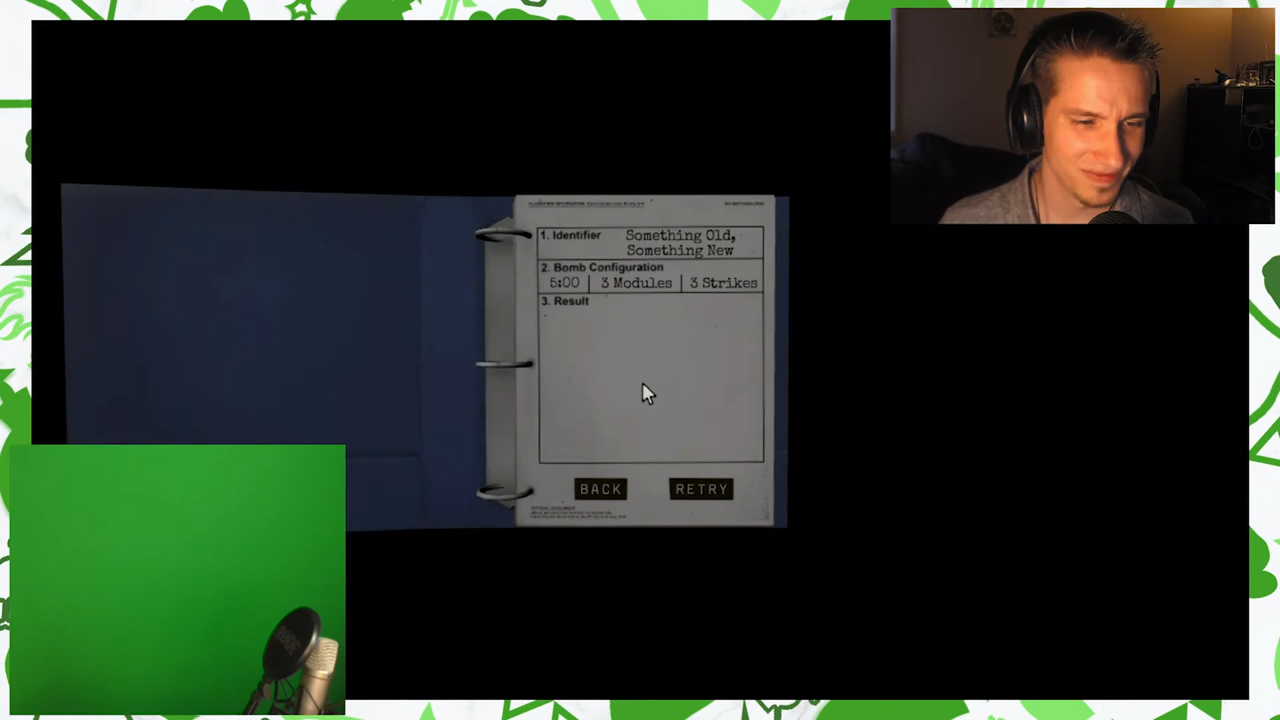 1. Identifier Something Old,
Something New
2. Bomb Configuration
5:00 3 Modules 3 Strikes
3. Result
BACK RETRY